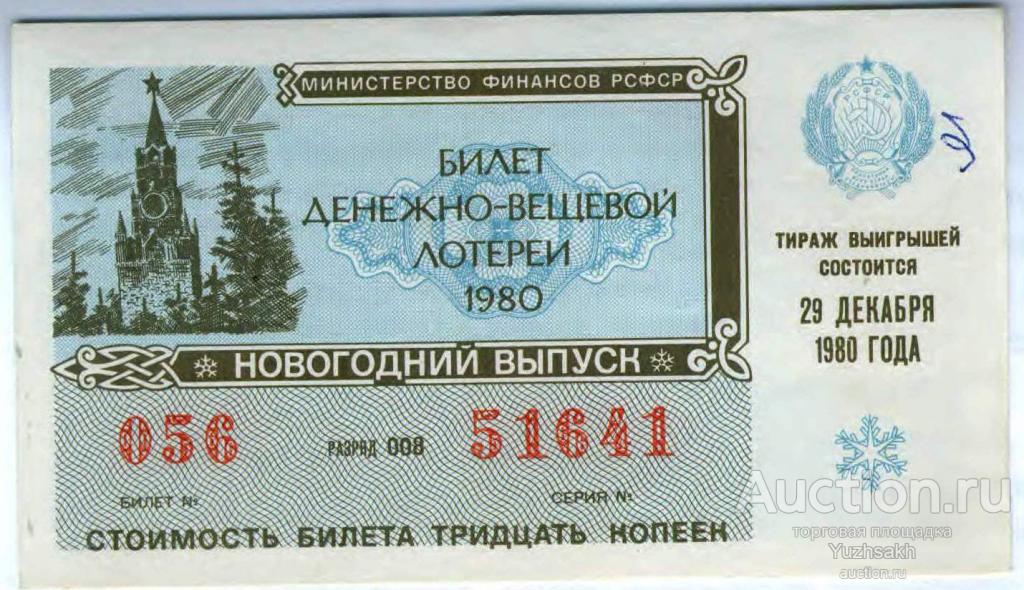 МИНИСТЕРСТВО ФИНАНСОВ РСФСР
БИЛЕТ
ДЕНЕЖНО-ВЕЩЕВОЙ
ЛОТЕРЕИ
1980
НОВОГОДНИЙ ВЫПУСК
ТИРАЖ ВЫИГРЫШЕЙ
СОСТОИТСЯ
29 ДЕКАБРЯ
1980 ГОДА
056 РАЗРЯД 008 51641
БИЛЕТ № СЕРИЯ №
СТОИМОСТЬ БИЛЕТА ТРИДЦАТЬ КОПЕЕК
Auction.ru
торговая площадка
Yuzhsakh
auction.ru